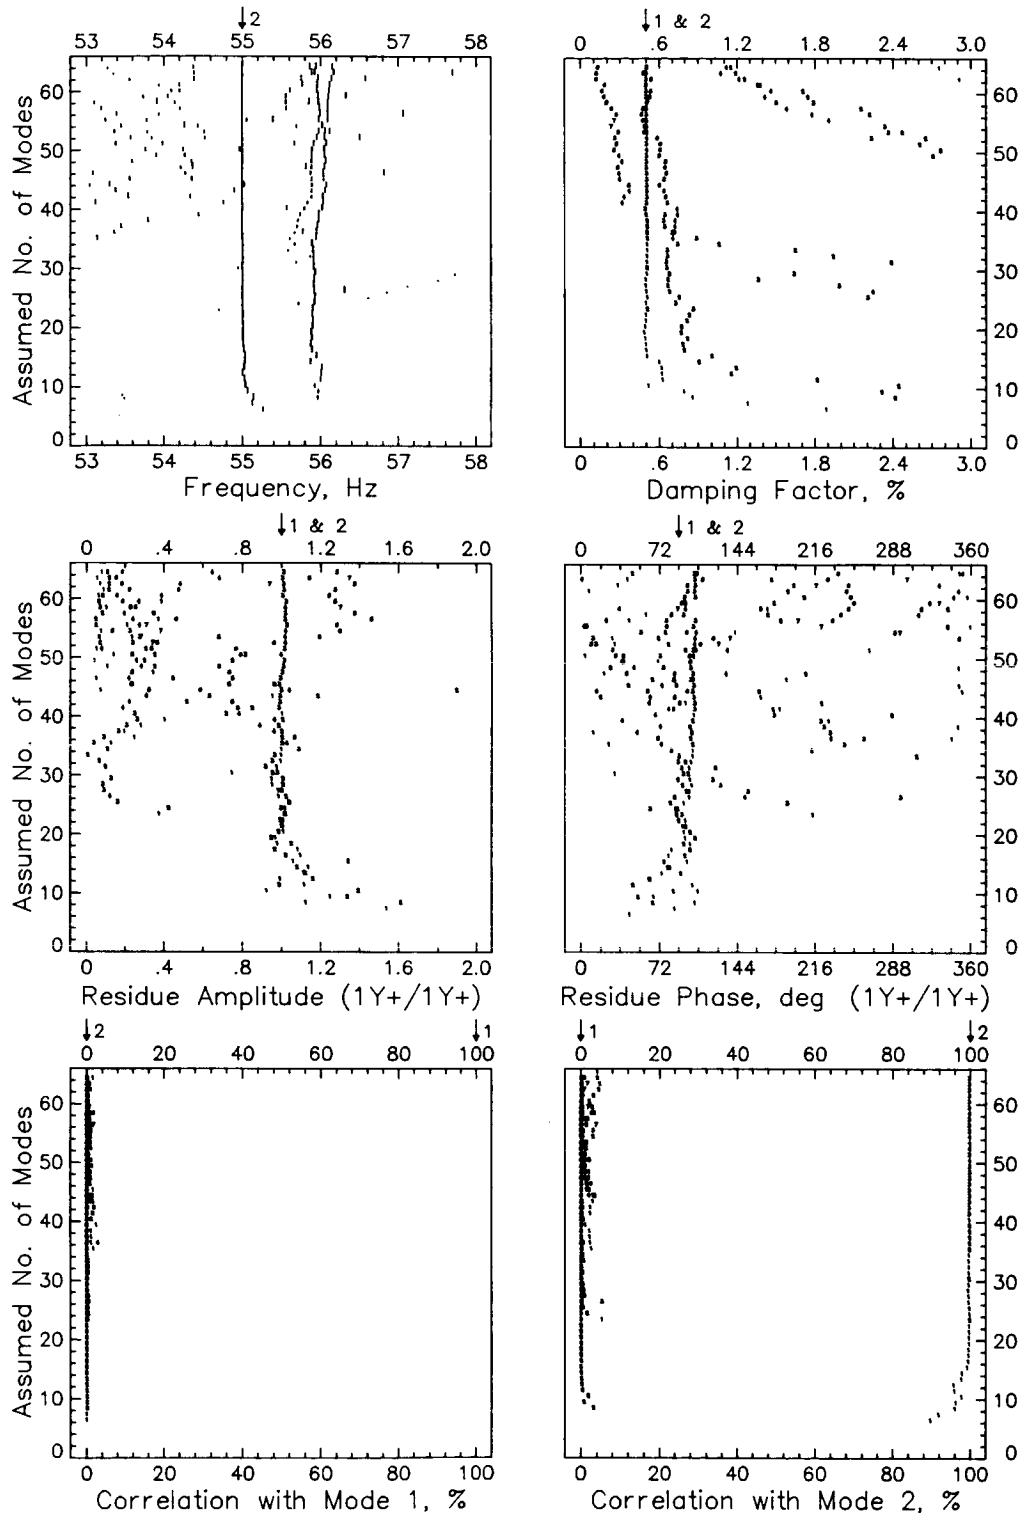 ↓2
53 54 55 56 57 58
Assumed No. of Modes
60
50
40
30
20
10
0
53 54 55 56 57 58
Frequency, Hz
↓1 & 2
0 .6 1.2 1.8 2.4 3.0
60
50
40
30
20
10
0
0 .6 1.2 1.8 2.4 3.0
Damping Factor, %
↓1 & 2
0 .4 .8 1.2 1.6 2.0
Assumed No. of Modes
60
50
40
30
20
10
0
0 .4 .8 1.2 1.6 2.0
Residue Amplitude (1Y+/1Y+)
↓1 & 2
0 72 144 216 288 360
60
50
40
30
20
10
0
0 72 144 216 288 360
Residue Phase, deg (1Y+/1Y+)
↓2 ↓1
0 20 40 60 80 100
Assumed No. of Modes
60
50
40
30
20
10
0
0 20 40 60 80 100
Correlation with Mode 1, %
↓1 ↓2
0 20 40 60 80 100
60
50
40
30
20
10
0
0 20 40 60 80 100
Correlation with Mode 2, %